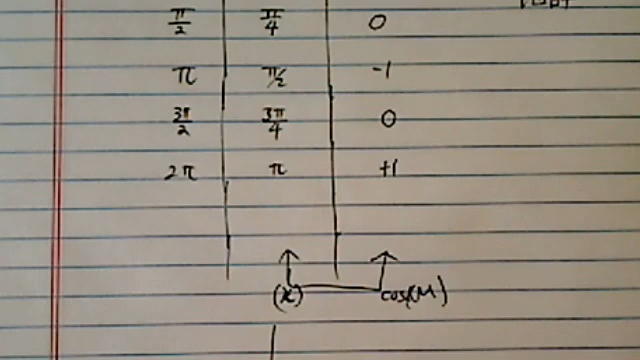 π/2 π/4 0
π π/2 -1
3π/2 3π/4 0
2π π +1
(x) cos(M)